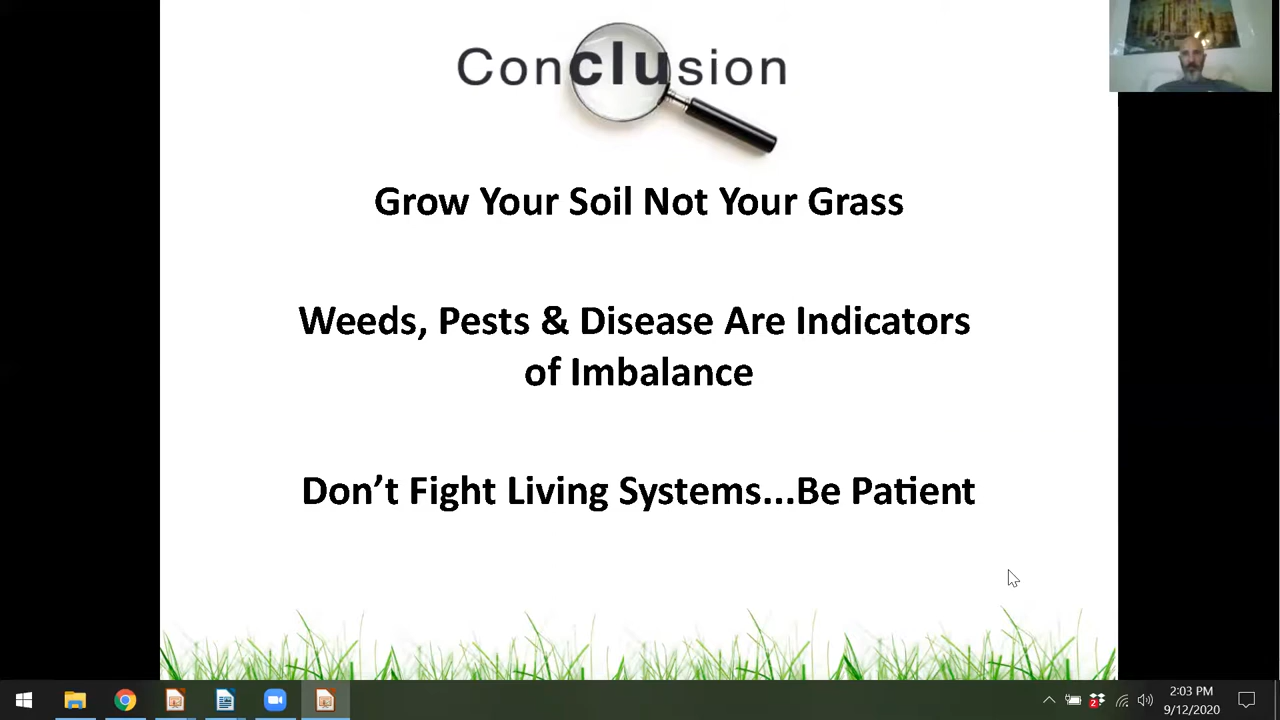 Conclusion
Grow Your Soil Not Your Grass
Weeds, Pests & Disease Are Indicators
of Imbalance
Don't Fight Living Systems...Be Patient
2
2:03 PM
9/12/2020